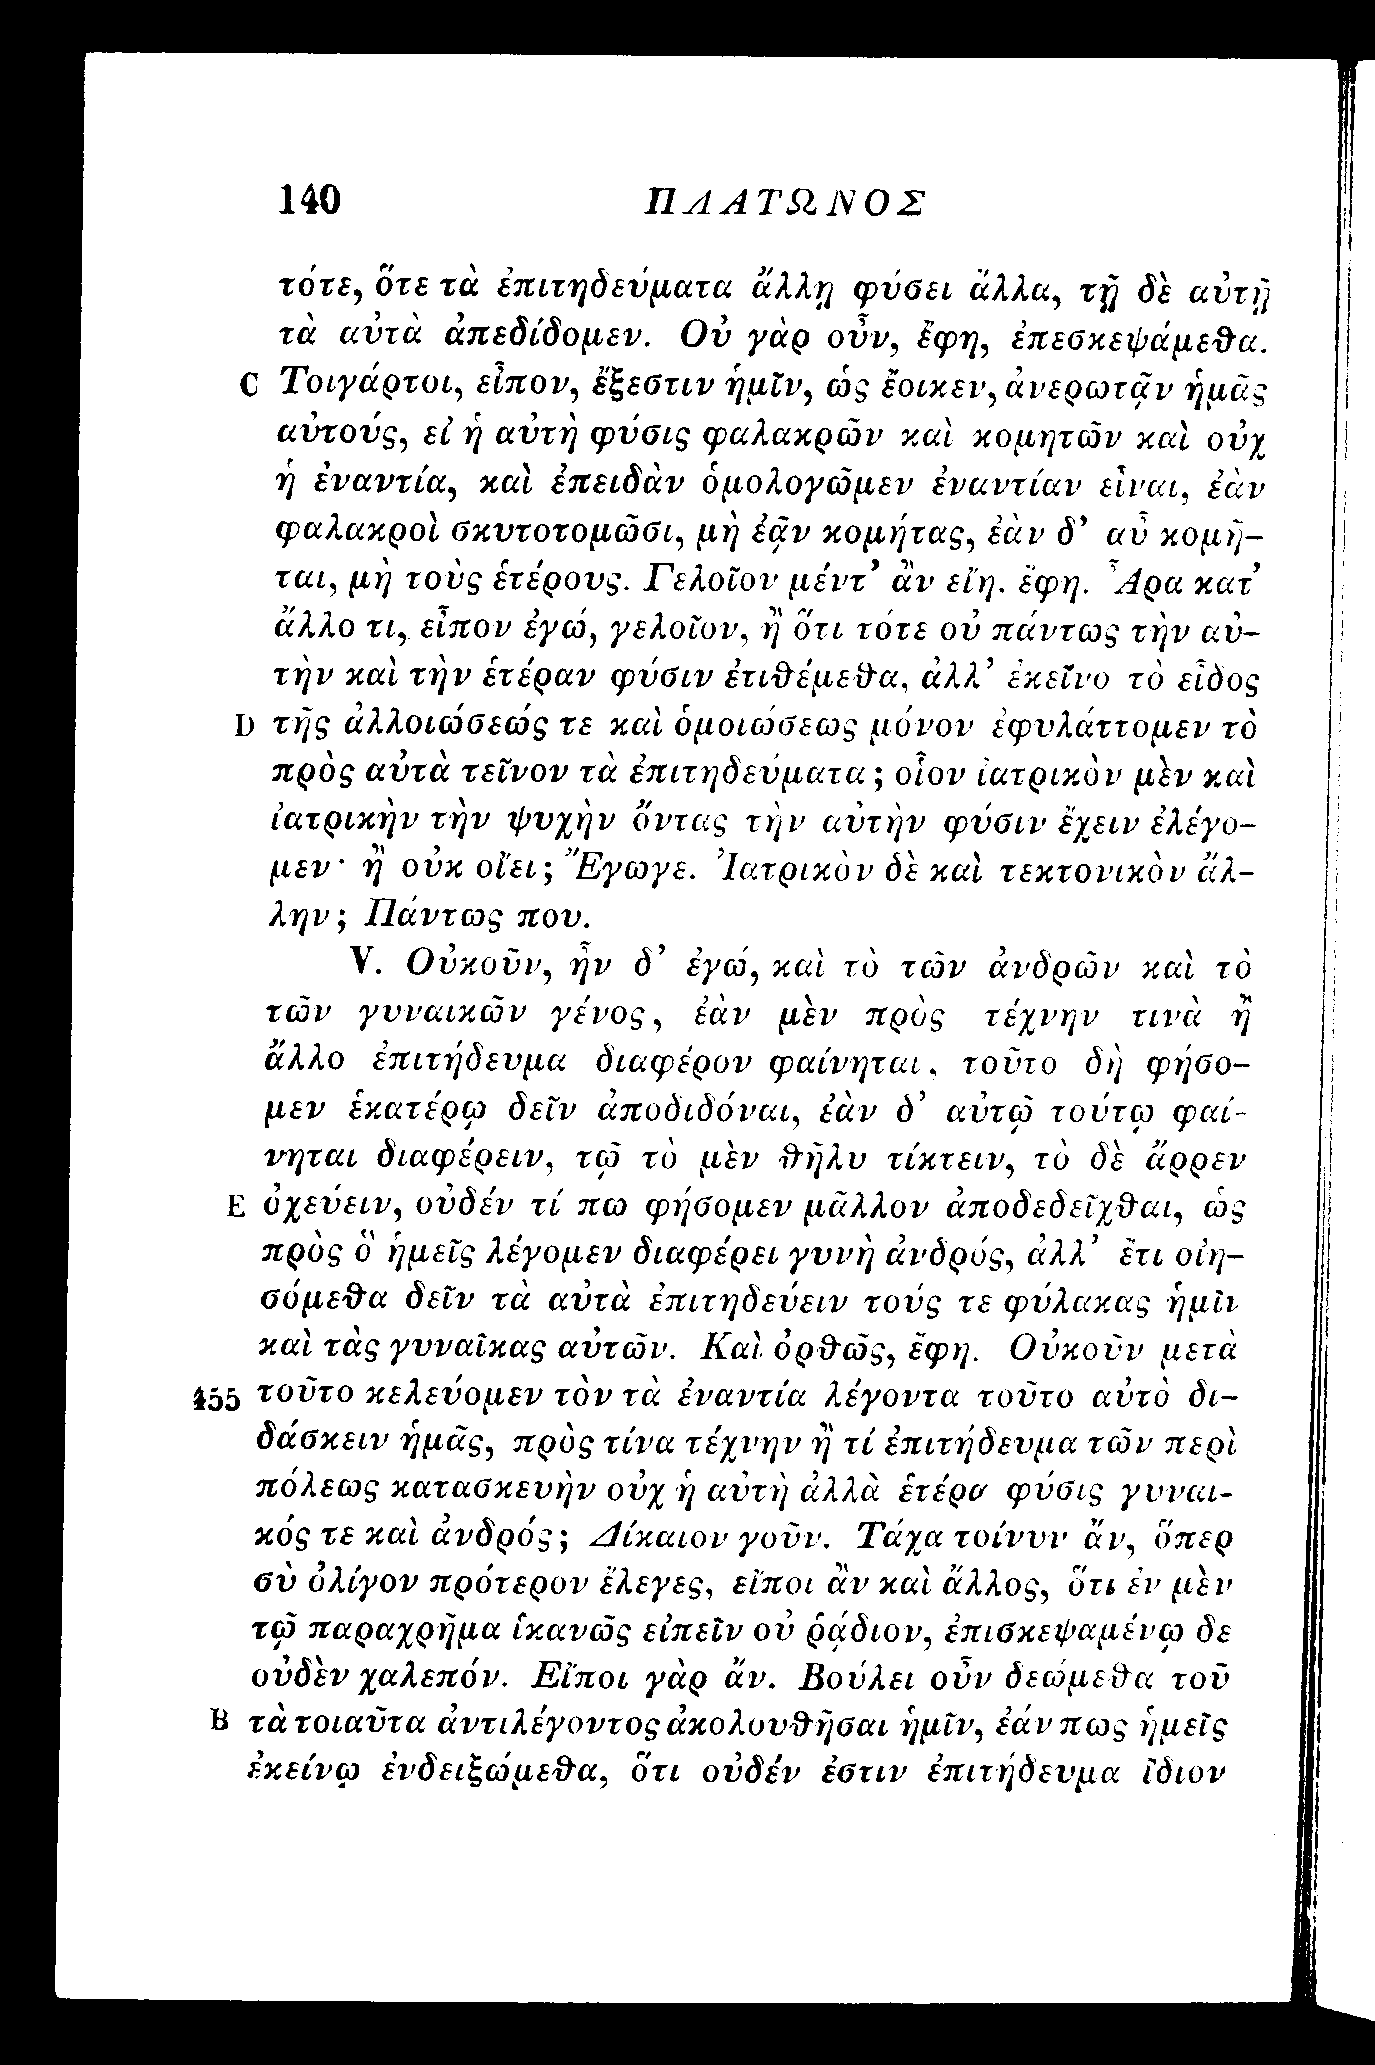 140 ΠΛΑΤΩΝΟΣ
τότε, ὅτε τὰ ἐπιτηδεύματα ἄλλῃ φύσει ἄλλα, τῇ δὲ αὐτῇ
τὰ αὐτὰ ἀπεδίδομεν. Οὐ γὰρ οὖν, ἔφη, ἐπεσκεψάμεθα.
C Τοιγάρτοι, εἶπον, ἔξεστιν ἡμῖν, ὡς ἔοικεν, ἀνερωτᾷν ἡμᾶς
αὐτούς, εἰ ἡ αὐτὴ φύσις φαλακρῶν καὶ κομητῶν καὶ οὐχ
ἡ ἐναντία, καὶ ἐπειδὰν ὁμολογῶμεν ἐναντίαν εἶναι, ἐὰν
φαλακροὶ σκυτοτομῶσι, μὴ ἐᾷν κομήτας, ἐὰν δ’ αὖ κομῆ-
ται, μὴ τοὺς ἑτέρους. Γελοῖον μέντ’ ἂν εἴη. ἔφη. Ἆρα κατ’
ἄλλο τι, εἶπον ἐγώ, γελοῖον, ἢ ὅτι τότε οὐ πάντως τὴν αὐ-
τὴν καὶ τὴν ἑτέραν φύσιν ἐτιθέμεθα, ἀλλ’ ἐκεῖνο τὸ εἶδος
D τῆς ἀλλοιώσεώς τε καὶ ὁμοιώσεως μόνον ἐφυλάττομεν τὸ
πρὸς αὐτὰ τεῖνον τὰ ἐπιτηδεύματα; οἷον ἰατρικὸν μὲν καὶ
ἰατρικὴν τὴν ψυχὴν ὄντας τὴν αὐτὴν φύσιν ἔχειν ἐλέγο-
μεν· ἢ οὐκ οἴει; Ἔγωγε. Ἰατρικὸν δὲ καὶ τεκτονικὸν ἄλ-
λην; Πάντως που.
V. Οὐκοῦν, ἦν δ’ ἐγώ, καὶ τὸ τῶν ἀνδρῶν καὶ τὸ
τῶν γυναικῶν γένος, ἐὰν μὲν πρὸς τέχνην τινὰ ἢ
ἄλλο ἐπιτήδευμα διαφέρον φαίνηται, τοῦτο δὴ φήσο-
μεν ἑκατέρῳ δεῖν ἀποδιδόναι, ἐὰν δ’ αὐτῷ τούτῳ φαί-
νηται διαφέρειν, τῷ τὸ μὲν θῆλυ τίκτειν, τὸ δὲ ἄρρεν
E ὀχεύειν, οὐδέν τί πω φήσομεν μᾶλλον ἀποδεδεῖχθαι, ὡς
πρὸς ὃ ἡμεῖς λέγομεν διαφέρει γυνὴ ἀνδρός, ἀλλ’ ἔτι οἰη-
σόμεθα δεῖν τὰ αὐτὰ ἐπιτηδεύειν τούς τε φύλακας ἡμῖν
καὶ τὰς γυναῖκας αὐτῶν. Καὶ ὀρθῶς, ἔφη. Οὐκοῦν μετὰ
455 τοῦτο κελεύομεν τὸν τὰ ἐναντία λέγοντα τοῦτο αὐτὸ δι-
δάσκειν ἡμᾶς, πρὸς τίνα τέχνην ἢ τί ἐπιτήδευμα τῶν περὶ
πόλεως κατασκευὴν οὐχ ἡ αὐτὴ ἀλλὰ ἑτέρα φύσις γυναι-
κός τε καὶ ἀνδρός; Δίκαιον γοῦν. Τάχα τοίνυν ἄν, ὅπερ
σὺ ὀλίγον πρότερον ἔλεγες, εἴποι ἂν καὶ ἄλλος, ὅτι ἐν μὲν
τῷ παραχρῆμα ἱκανῶς εἰπεῖν οὐ ῥᾴδιον, ἐπισκεψαμένῳ δε
οὐδὲν χαλεπόν. Εἴποι γὰρ ἄν. Βούλει οὖν δεώμεθα τοῦ
B τὰ τοιαῦτα ἀντιλέγοντος ἀκολουθῆσαι ἡμῖν, ἐάν πως ἡμεῖς
ἐκείνῳ ἐνδειξώμεθα, ὅτι οὐδέν ἐστιν ἐπιτήδευμα ἴδιον